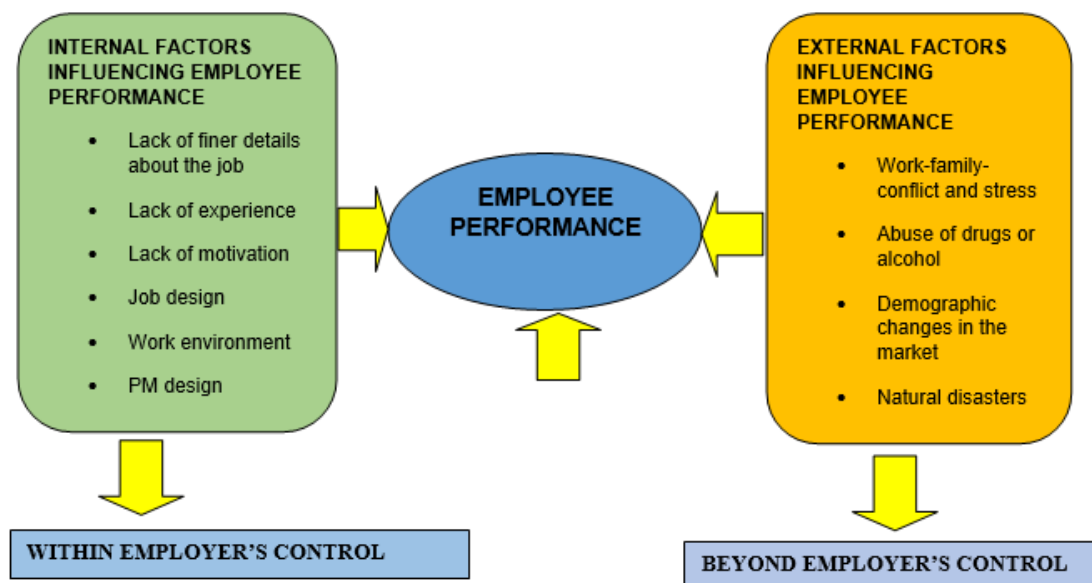 INTERNAL FACTORS
INFLUENCING EMPLOYEE
PERFORMANCE
• Lack of finer details
about the job
• Lack of experience
• Lack of motivation
• Job design
• Work environment
• PM design
EMPLOYEE
PERFORMANCE
EXTERNAL FACTORS
INFLUENCING
EMPLOYEE
PERFORMANCE
• Work-family-
conflict and stress
• Abuse of drugs or
alcohol
• Demographic
changes in the
market
• Natural disasters
WITHIN EMPLOYER'S CONTROL
BEYOND EMPLOYER'S CONTROL